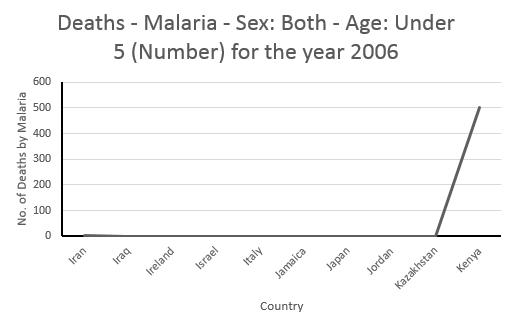 Deaths - Malaria - Sex: Both - Age: Under
5 (Number) for the year 2006
600
500
400
300
200
100
0
No. of Deaths by Malaria
Iran
Iraq
Ireland
Israel
Italy
Jamaica
Japan
Jordan
Kazakhstan
Kenya
Country